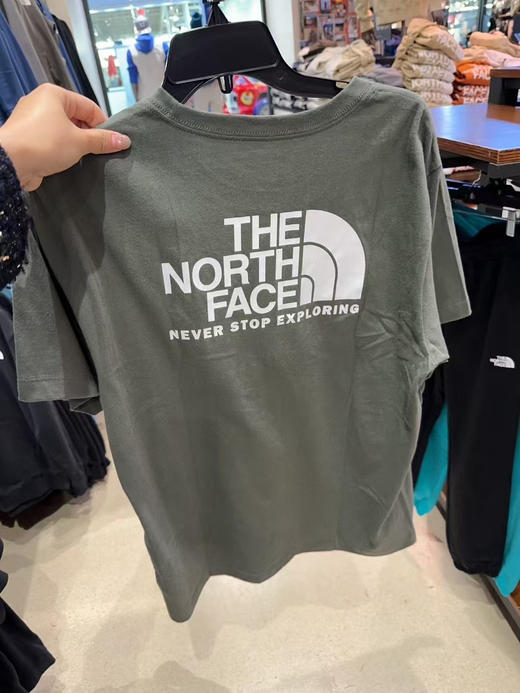 THE
NORTH
FACE
NEVER STOP EXPLORING